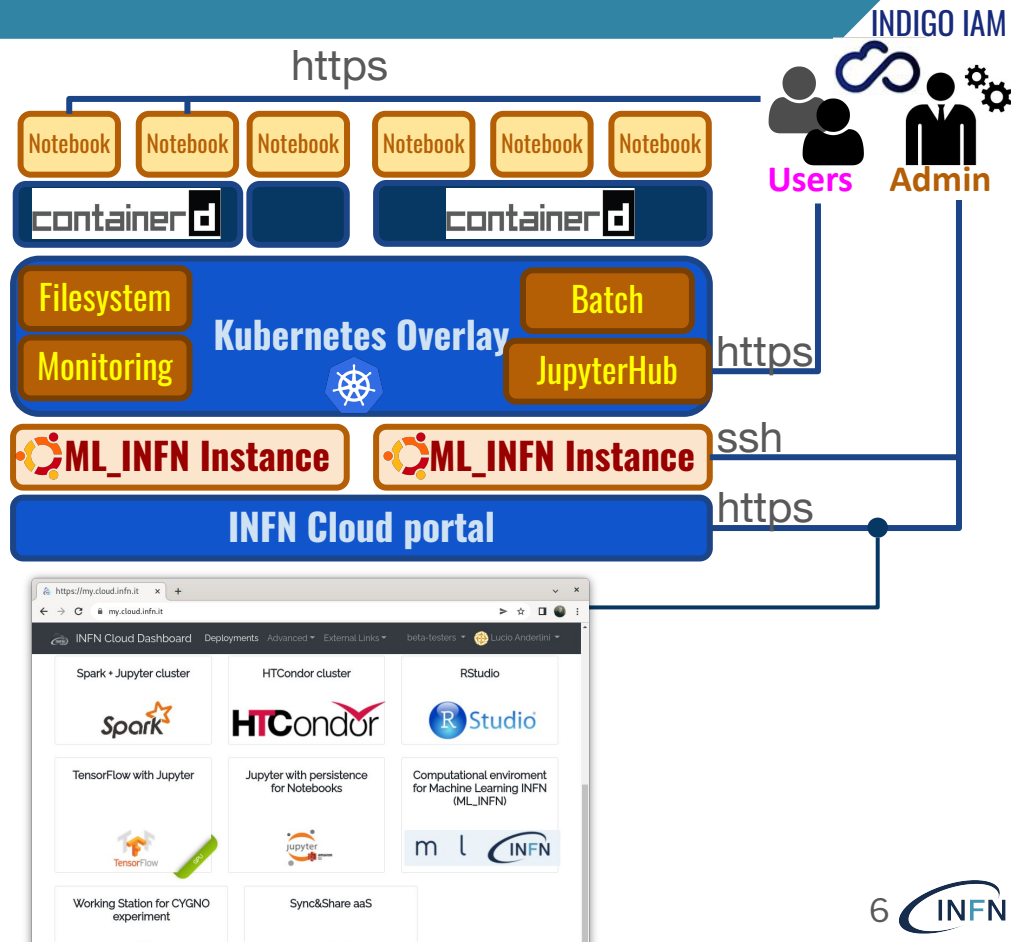 INDIGO IAM
https
Notebook
Notebook
Notebook
Notebook
Notebook
Notebook
Users
Admin
containerd
containerd
Filesystem
Batch
Kubernetes Overlay
Monitoring
JupyterHub
https
ML_INFN Instance
ML_INFN Instance
ssh
INFN Cloud portal
https
https://my.cloud.infn.it
my.cloud.infn.it
INFN Cloud Dashboard Deployments Advanced External Links beta-testers Lucio Anderlini
Spark + Jupyter cluster
HTCondor cluster
RStudio
Spark
HTCondor
R Studio
TensorFlow with Jupyter
Jupyter with persistence
for Notebooks
Computational enviroment
for Machine Learning INFN
(ML_INFN)
TensorFlow
GPU
jupyter
m l INFN
Working Station for CYGNO
experiment
Sync&Share aaS
6
INFN